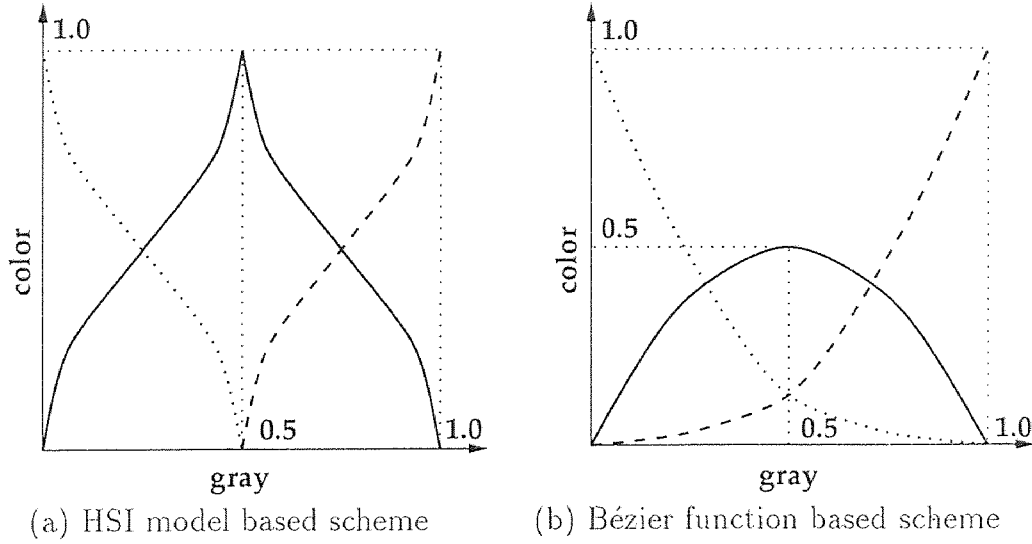 1.0
color
0.5
1.0
gray
(a) HSI model based scheme
1.0
0.5
color
0.5
1.0
gray
(b) Bézier function based scheme